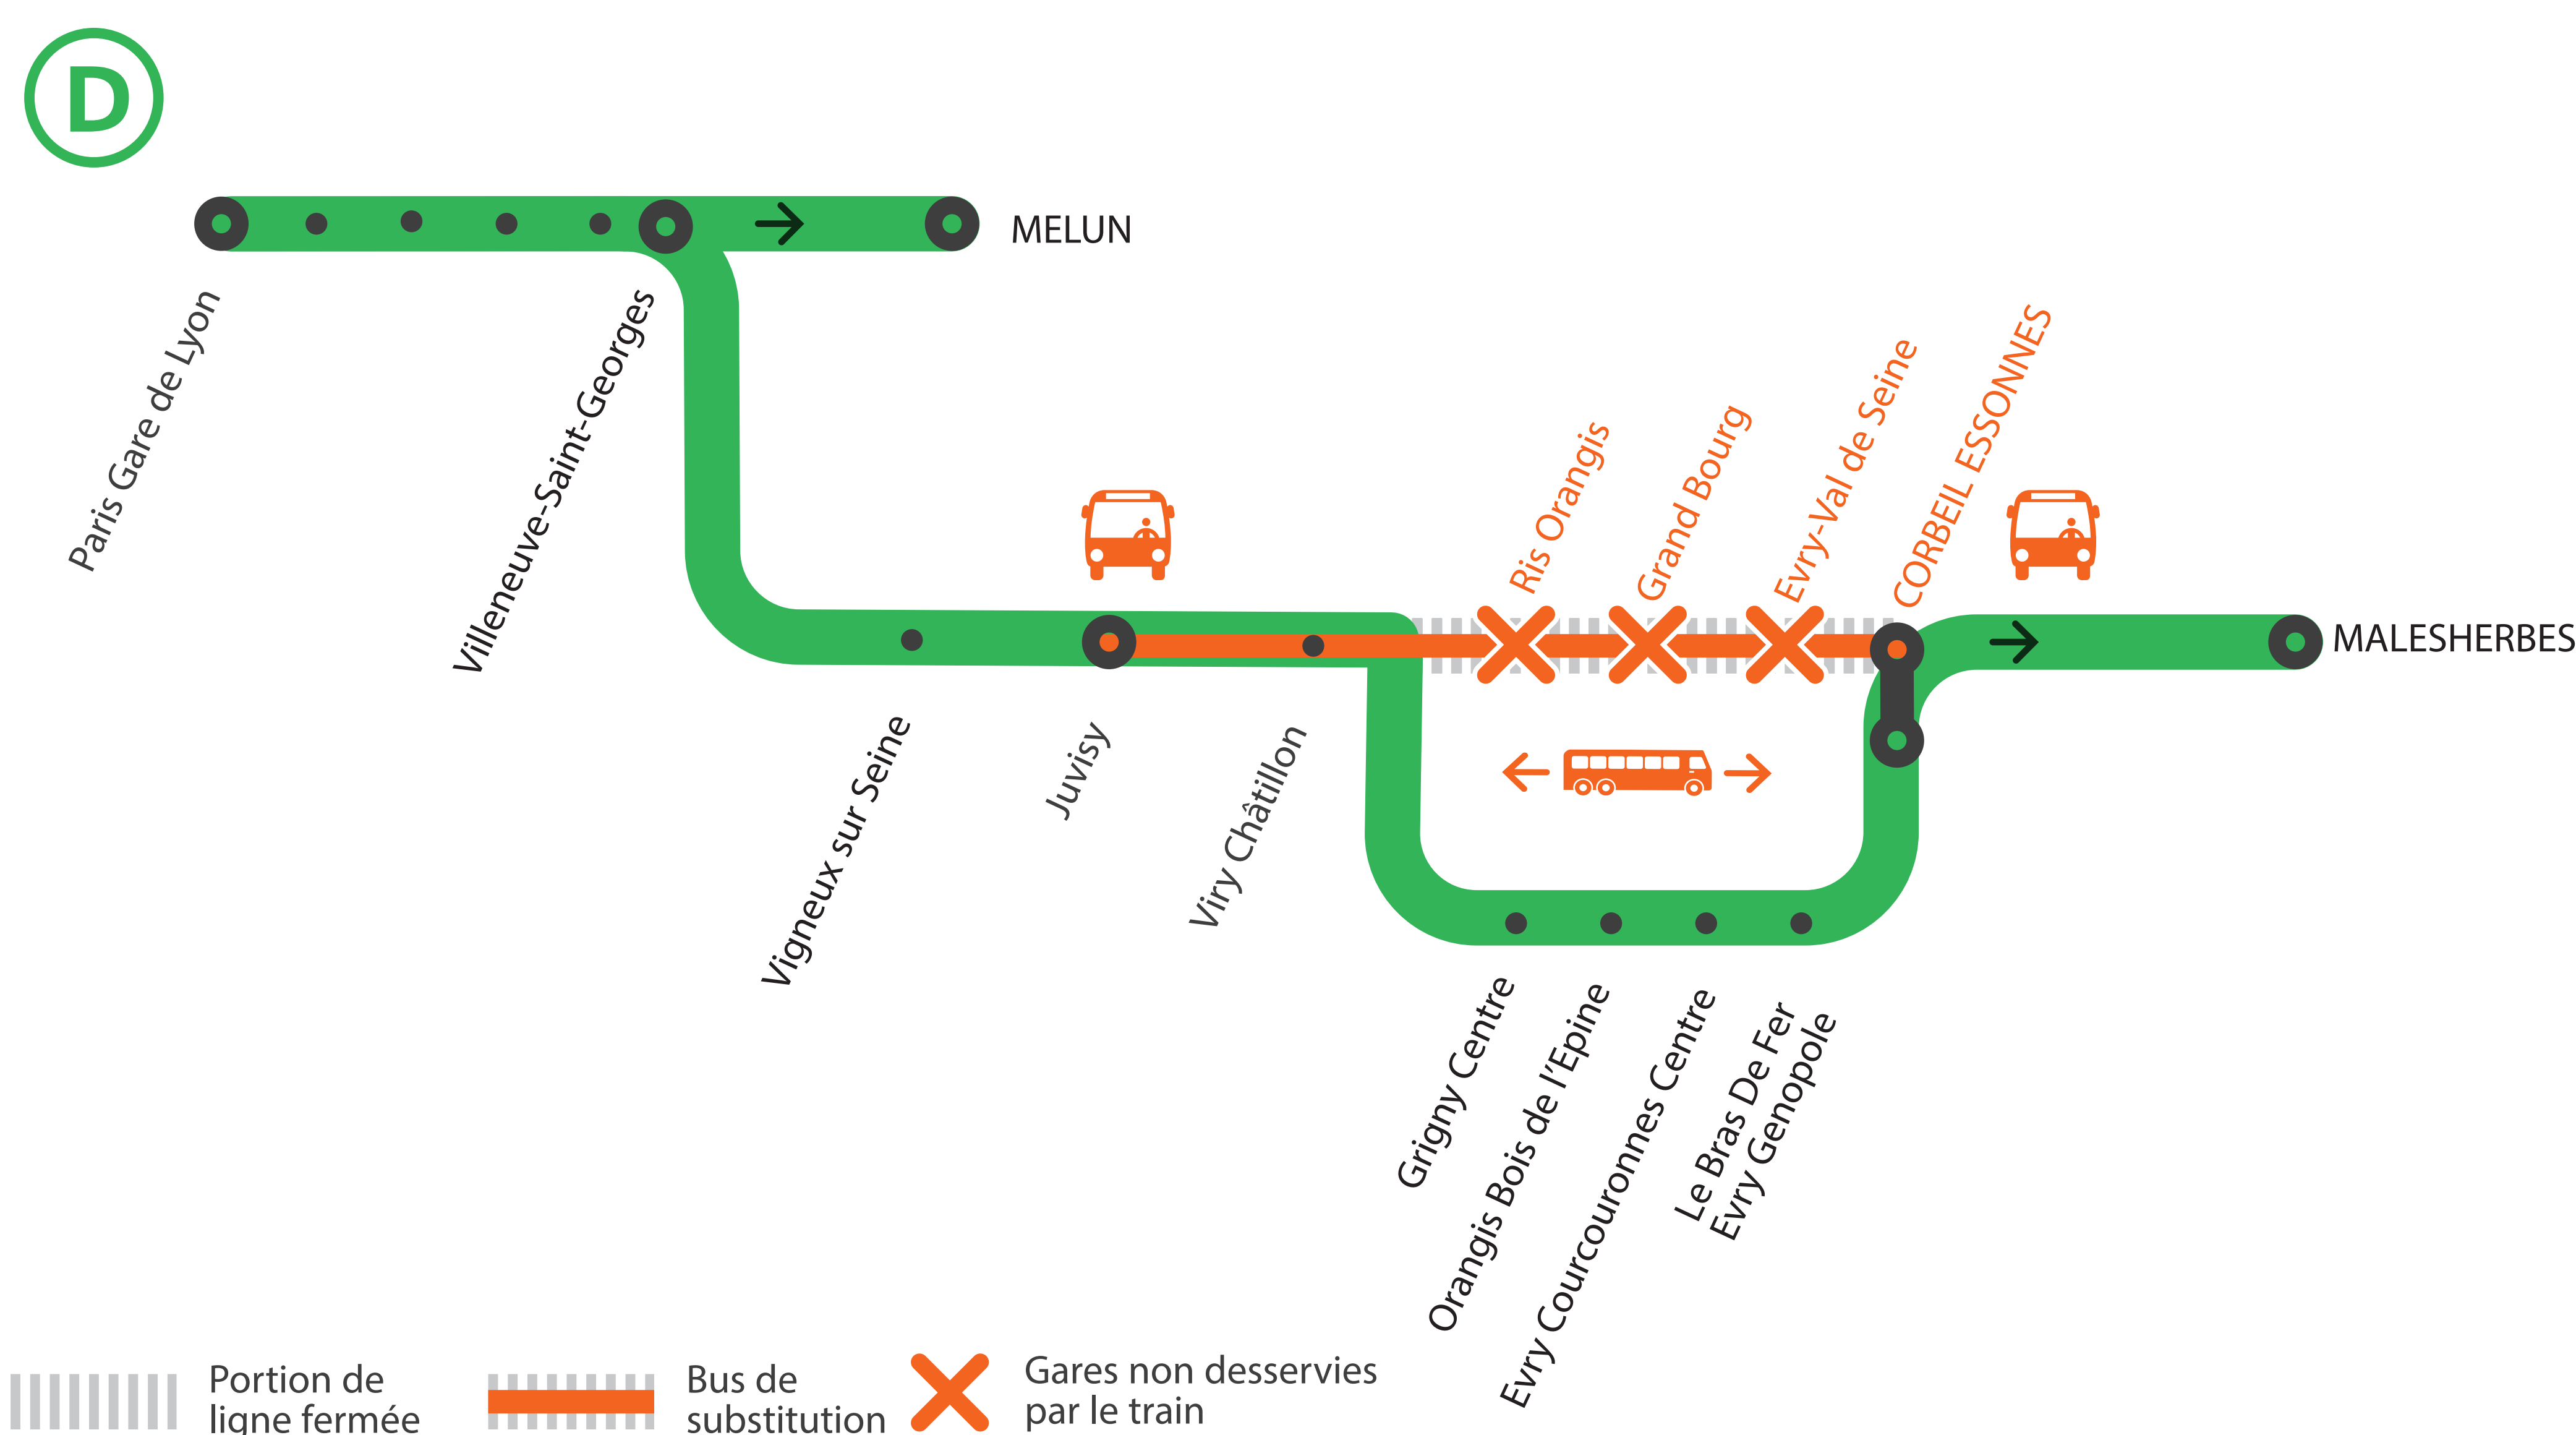 D
MELUN
Paris Gare de Lyon
Villeneuve-Saint-Georges
Ris Orangis
Grand Bourg
Evry-Val de Seine
CORBEIL ESSONNES
MALESHERBES
Vigneux sur Seine
Juvisy
Viry Châtillon
Grigny Centre
Orangis Bois de l'Epine
Evry Courcouronnes Centre
Le Bras De Fer
Evry Genopole
Portion de
ligne fermée
Bus de
substitution
Gares non desservies
par le train